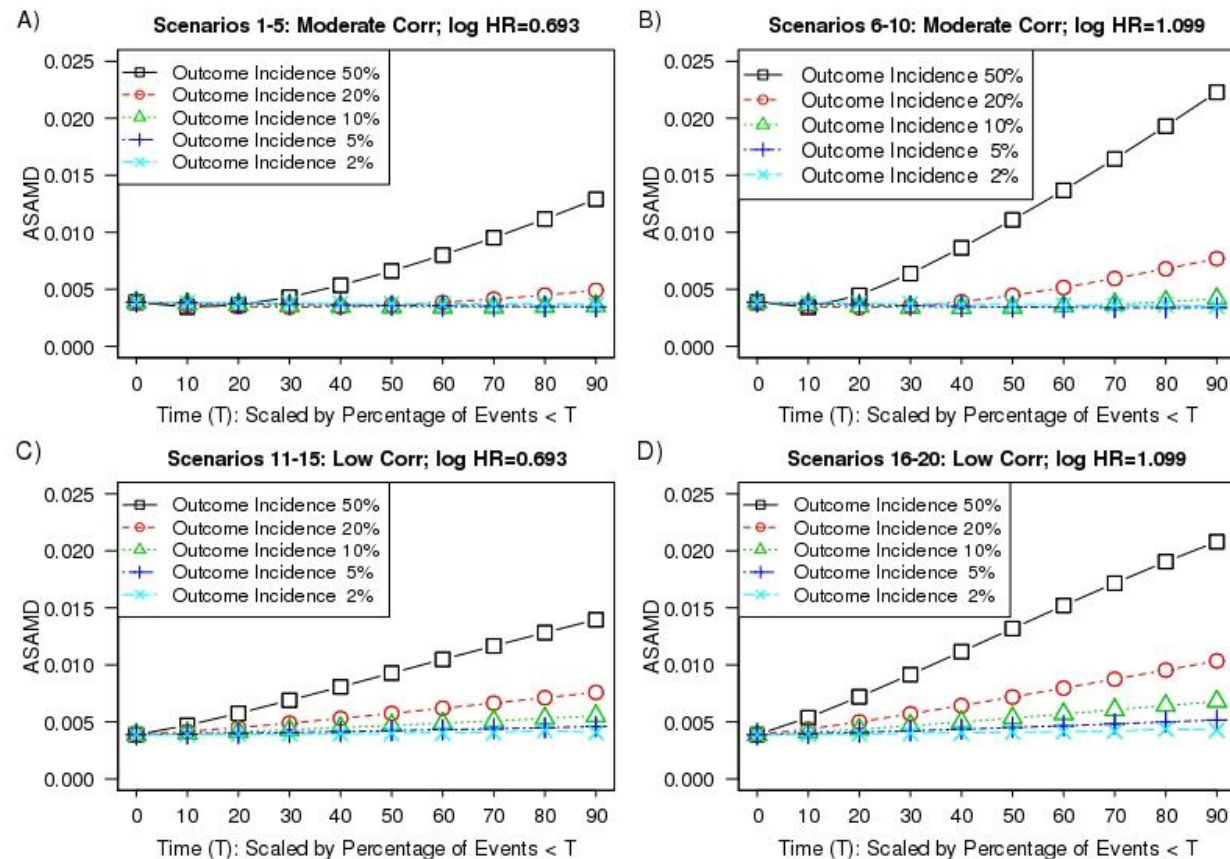 A)
Scenarios 1-5: Moderate Corr; log HR=0.693
ASAMD
0.025
0.020
0.015
0.010
0.005
0.000
Outcome Incidence 50%
Outcome Incidence 20%
Outcome Incidence 10%
Outcome Incidence 5%
Outcome Incidence 2%
0 10 20 30 40 50 60 70 80 90
Time (T): Scaled by Percentage of Events < T
B)
Scenarios 6-10: Moderate Corr; log HR=1.099
ASAMD
0.025
0.020
0.015
0.010
0.005
0.000
Outcome Incidence 50%
Outcome Incidence 20%
Outcome Incidence 10%
Outcome Incidence 5%
Outcome Incidence 2%
0 10 20 30 40 50 60 70 80 90
Time (T): Scaled by Percentage of Events < T
C)
Scenarios 11-15: Low Corr; log HR=0.693
ASAMD
0.025
0.020
0.015
0.010
0.005
0.000
Outcome Incidence 50%
Outcome Incidence 20%
Outcome Incidence 10%
Outcome Incidence 5%
Outcome Incidence 2%
0 10 20 30 40 50 60 70 80 90
Time (T): Scaled by Percentage of Events < T
D)
Scenarios 16-20: Low Corr; log HR=1.099
ASAMD
0.025
0.020
0.015
0.010
0.005
0.000
Outcome Incidence 50%
Outcome Incidence 20%
Outcome Incidence 10%
Outcome Incidence 5%
Outcome Incidence 2%
0 10 20 30 40 50 60 70 80 90
Time (T): Scaled by Percentage of Events < T